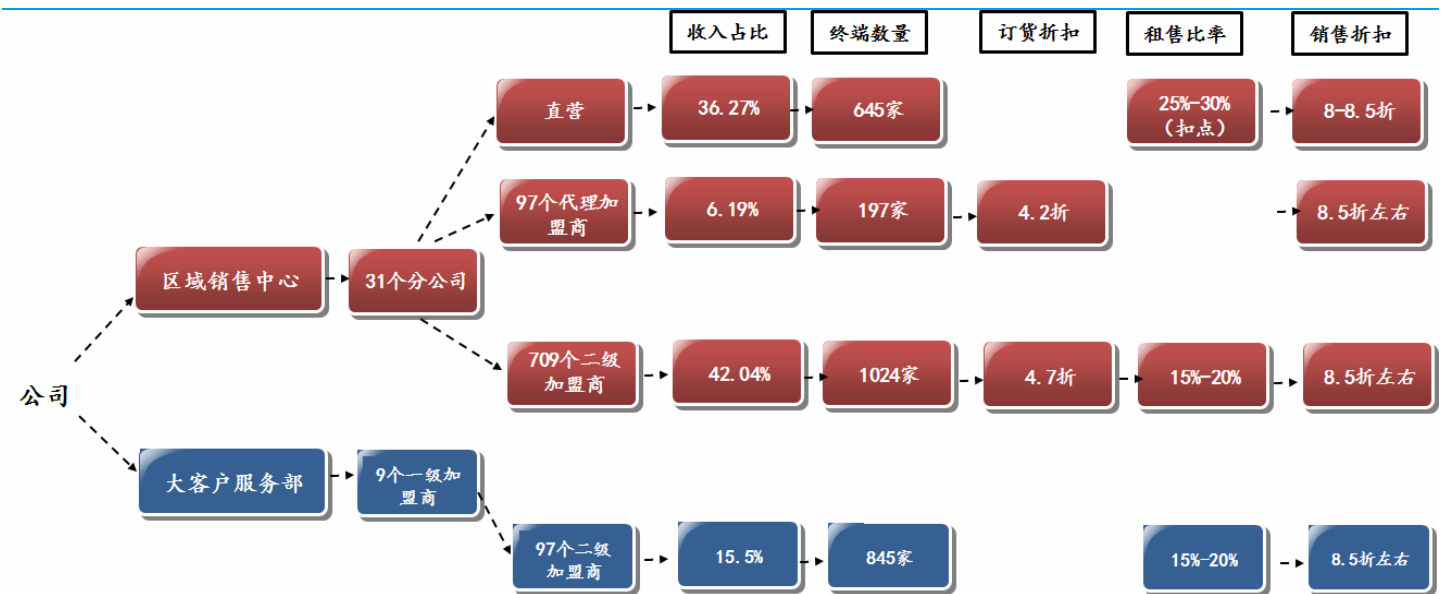 收入占比
终端数量
订货折扣
租售比率
销售折扣
直营
36.27%
645家
25%-30%
（扣点）
8-8.5折
97个代理加
盟商
6.19%
197家
4.2折
8.5折左右
区域销售中心
31个分公司
709个二级
加盟商
42.04%
1024家
4.7折
15%-20%
8.5折左右
公司
大客户服务部
9个一级加
盟商
97个二级
加盟商
15.5%
845家
15%-20%
8.5折左右